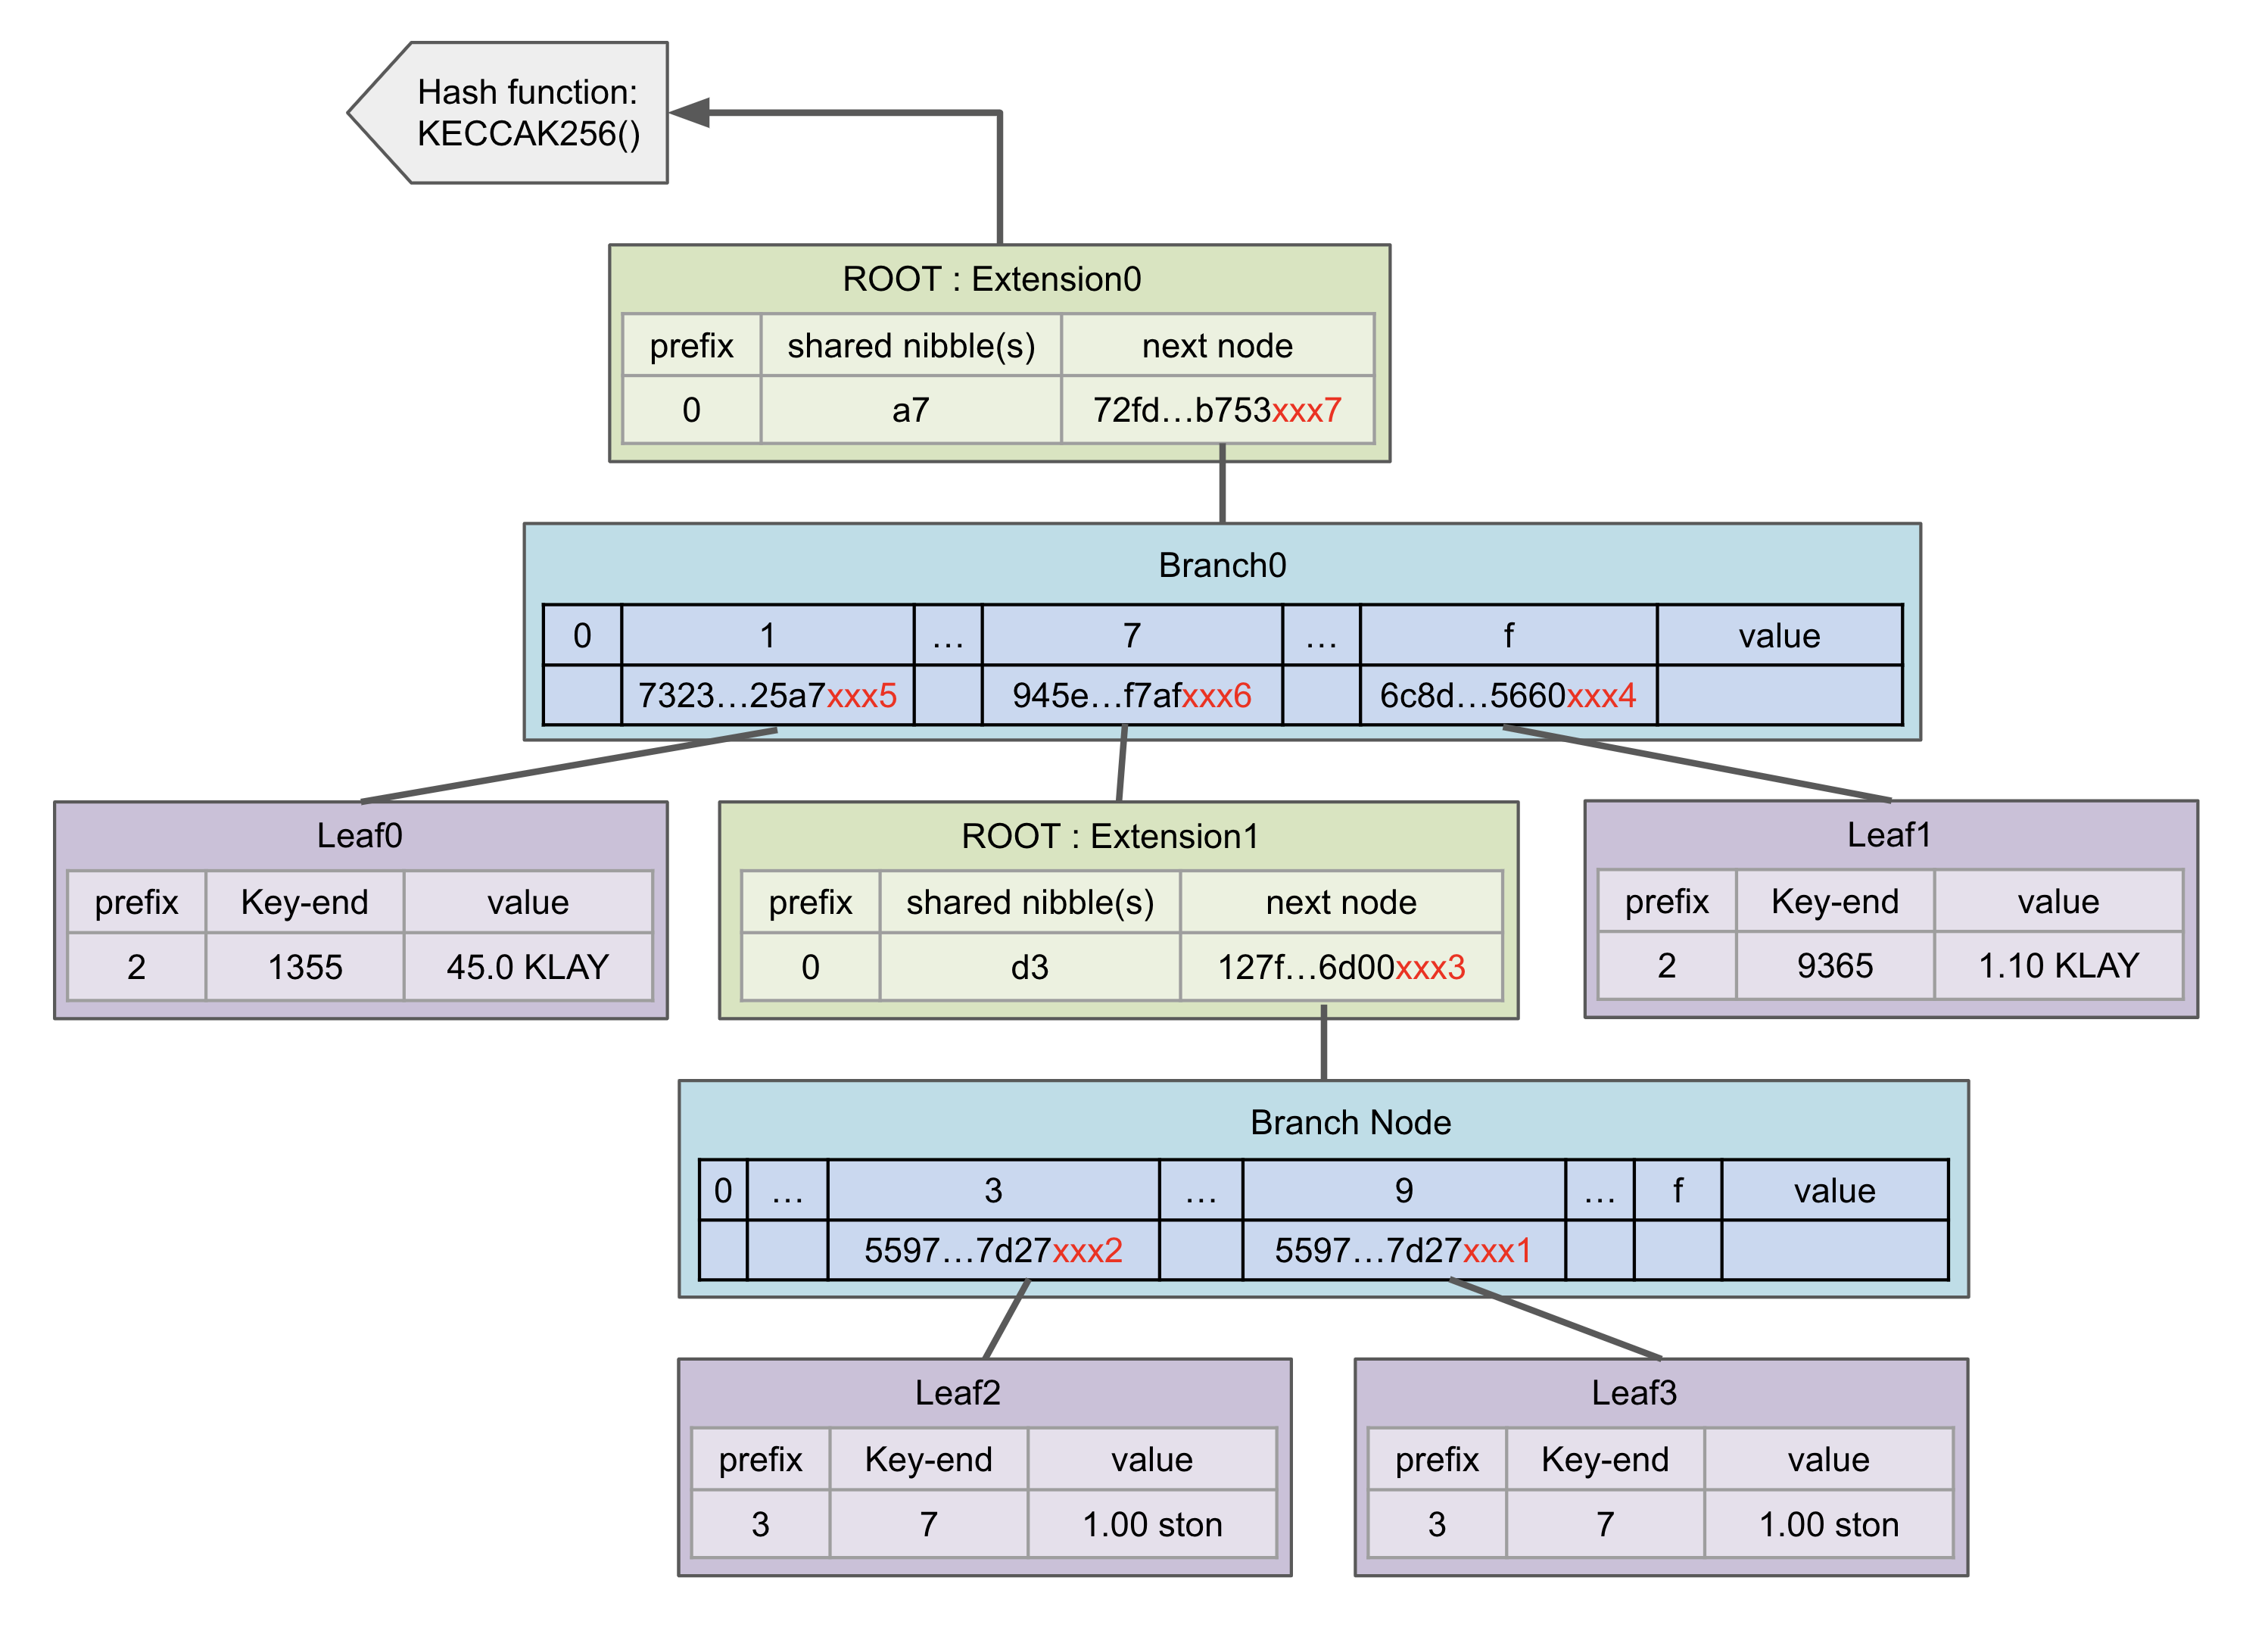 Hash function:
KECCAK256()
ROOT : Extension0
prefix shared nibble(s) next node
0 a7 72fd…b753xxx7
Branch0
0 1 … 7 … f value
7323…25a7xxx5 945e…f7afxxx6 6c8d…5660xxx4
Leaf0
prefix Key-end value
2 1355 45.0 KLAY
ROOT : Extension1
prefix shared nibble(s) next node
0 d3 127f…6d00xxx3
Leaf1
prefix Key-end value
2 9365 1.10 KLAY
Branch Node
0 … 3 … 9 … f value
5597…7d27xxx2 5597…7d27xxx1
Leaf2
prefix Key-end value
3 7 1.00 ston
Leaf3
prefix Key-end value
3 7 1.00 ston